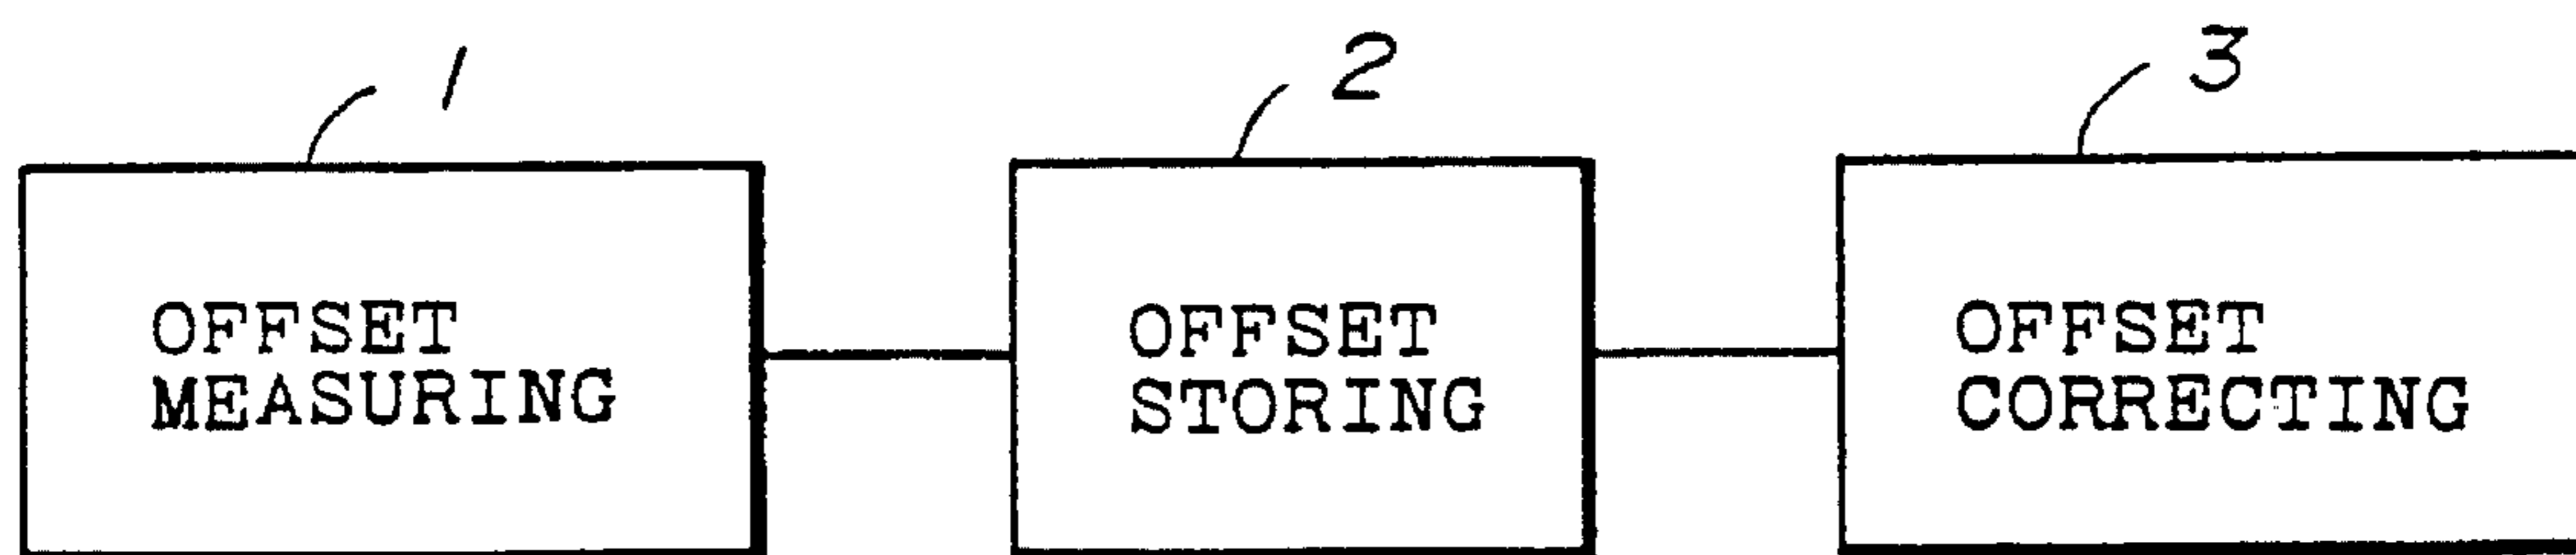 1
2
3
OFFSET
MEASURING
OFFSET
STORING
OFFSET
CORRECTING